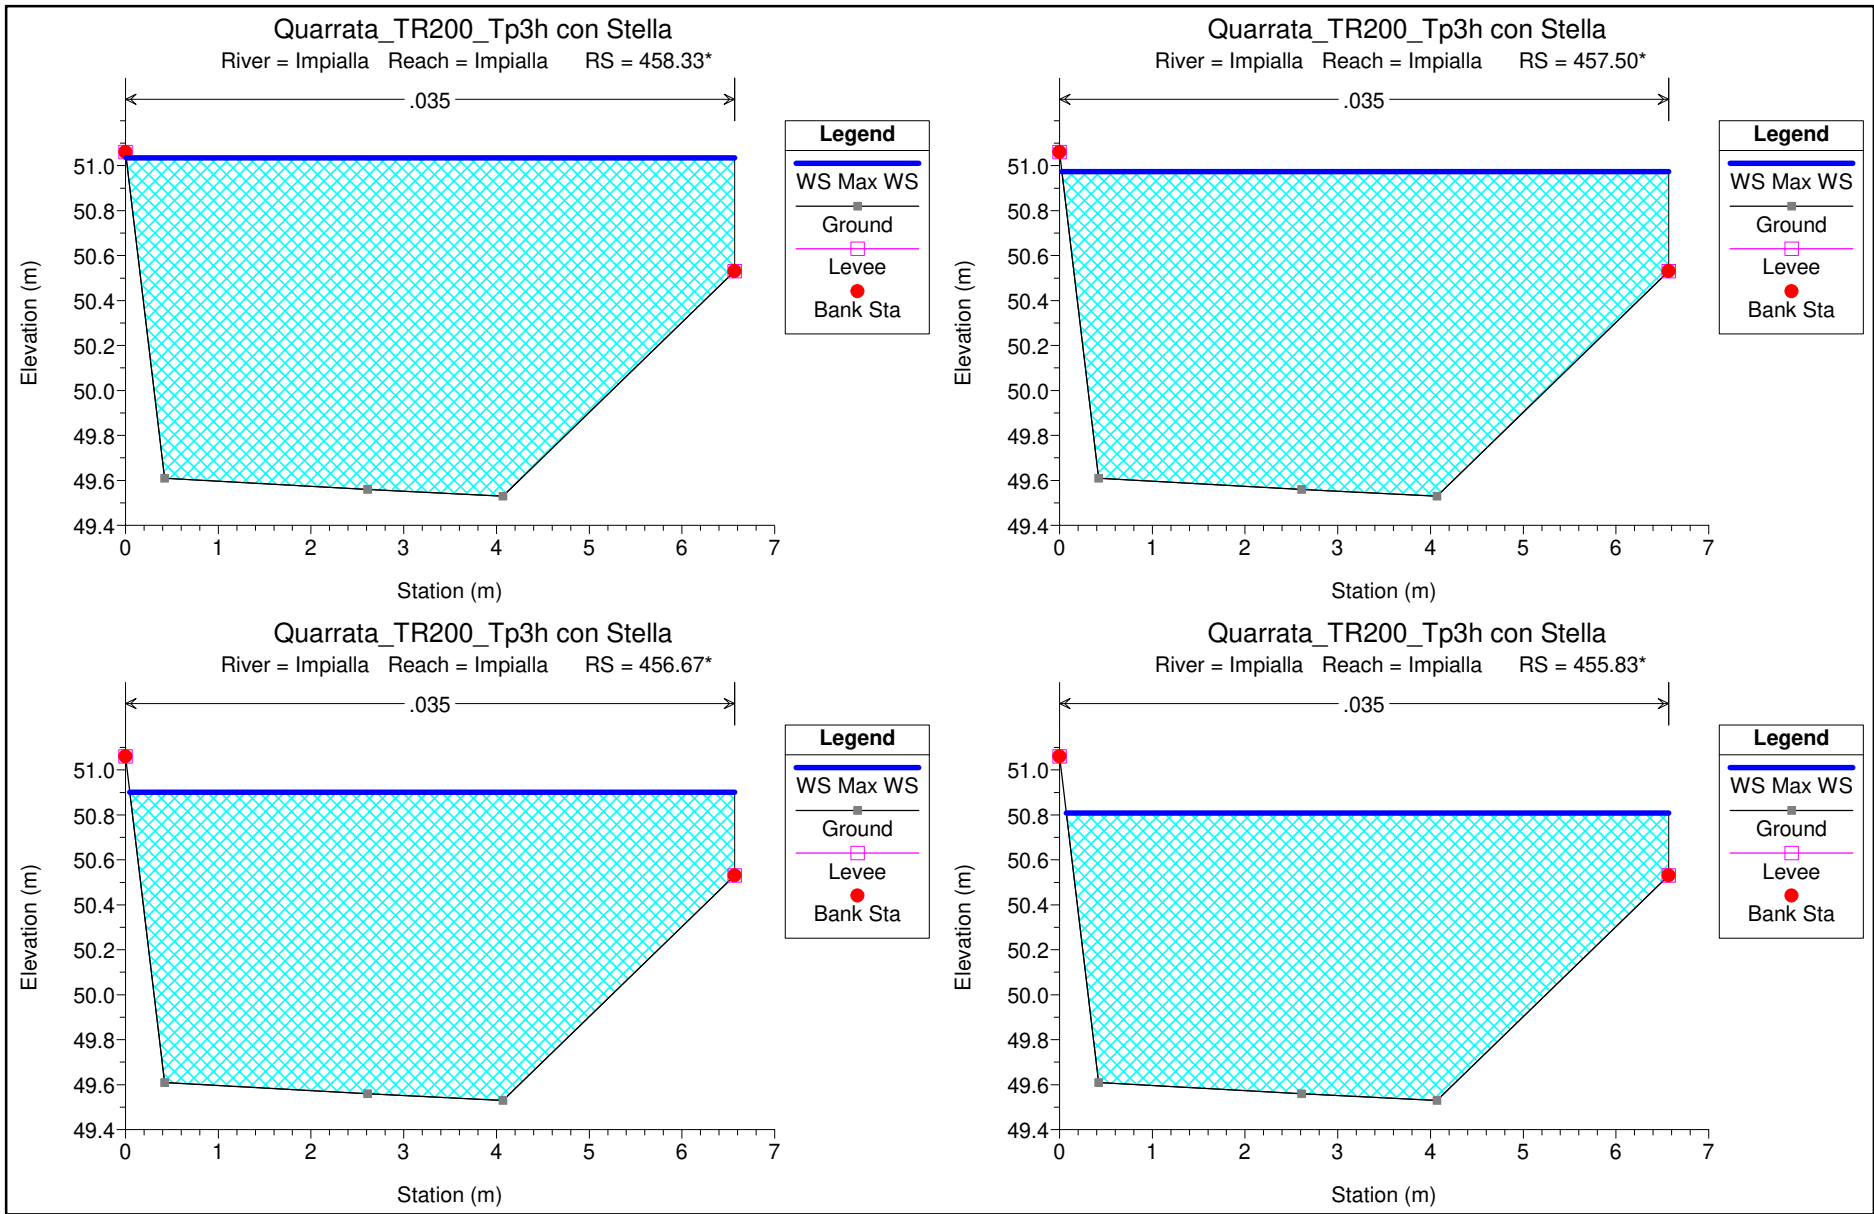 Quarrata_TR200_Tp3h con Stella
River = Impialla   Reach = Impialla      RS = 458.33*
.035
Legend
WS Max WS
Ground
Levee
Bank Sta
51.0
50.8
50.6
50.4
50.2
50.0
49.8
49.6
49.4
Elevation (m)
0 1 2 3 4 5 6 7
Station (m)
Quarrata_TR200_Tp3h con Stella
River = Impialla   Reach = Impialla      RS = 457.50*
.035
Legend
WS Max WS
Ground
Levee
Bank Sta
51.0
50.8
50.6
50.4
50.2
50.0
49.8
49.6
49.4
Elevation (m)
0 1 2 3 4 5 6 7
Station (m)
Quarrata_TR200_Tp3h con Stella
River = Impialla   Reach = Impialla      RS = 456.67*
.035
Legend
WS Max WS
Ground
Levee
Bank Sta
51.0
50.8
50.6
50.4
50.2
50.0
49.8
49.6
49.4
Elevation (m)
0 1 2 3 4 5 6 7
Station (m)
Quarrata_TR200_Tp3h con Stella
River = Impialla   Reach = Impialla      RS = 455.83*
.035
Legend
WS Max WS
Ground
Levee
Bank Sta
51.0
50.8
50.6
50.4
50.2
50.0
49.8
49.6
49.4
Elevation (m)
0 1 2 3 4 5 6 7
Station (m)